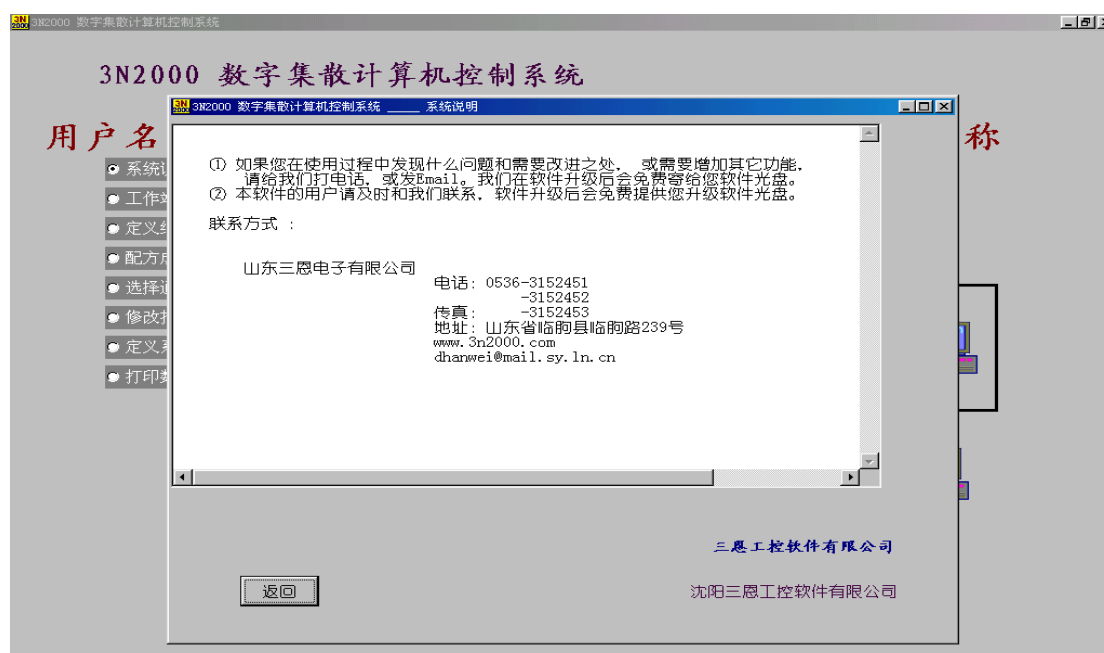 3N2000 数字集散计算机控制系统
3N2000 数字集散计算机控制系统
3N2000 数字集散计算机控制系统 _____ 系统说明
用户名
称
系统
工作
定义
配方
选择
修改
定义
打印
① 如果您在使用过程中发现什么问题和需要改进之处， 或需要增加其它功能，
请给我们打电话，或发Email。我们在软件升级后会免费寄给您软件光盘。
② 本软件的用户请及时和我们联系，软件升级后会免费提供您升级软件光盘。
联系方式 ：
山东三恩电子有限公司
电话：0536-3152451
-3152452
传真： -3152453
地址：山东省临朐县临朐路239号
www.3n2000.com
dhanwei@mail.sy.ln.cn
三恩工控软件有限公司
返回
沈阳三恩工控软件有限公司